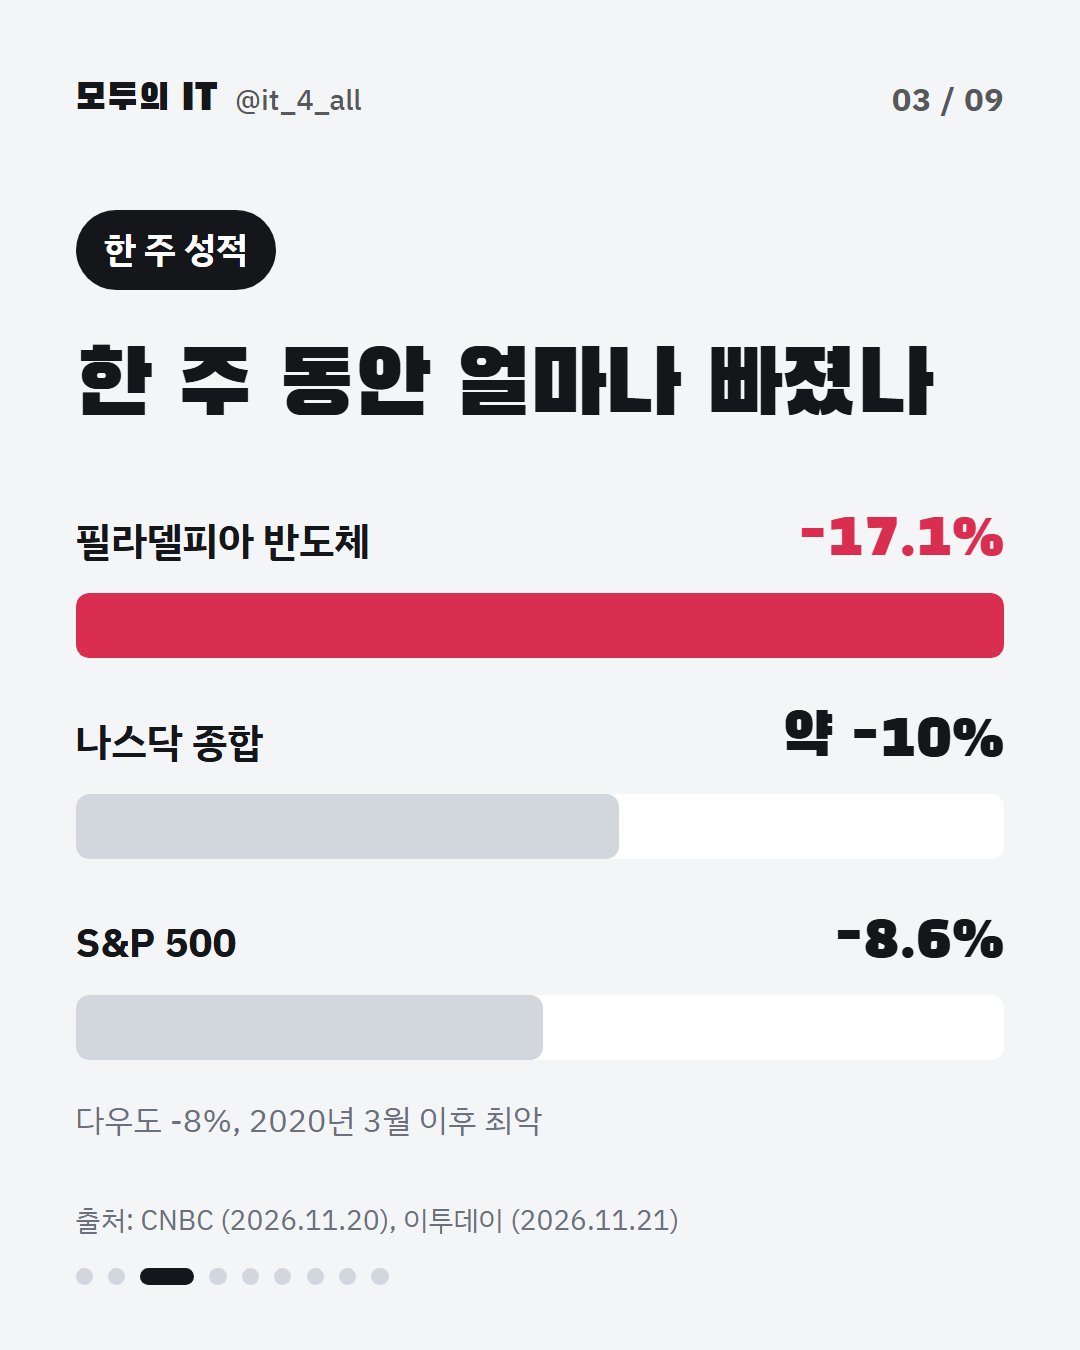 모두의 IT @it_4_all
03 / 09
한 주 성적
한 주 동안 얼마나 빠졌나
필라델피아 반도체 -17.1%
나스닥 종합 약 -10%
S&P 500 -8.6%
다우도 -8%, 2020년 3월 이후 최악
출처: CNBC (2026.11.20), 이투데이 (2026.11.21)